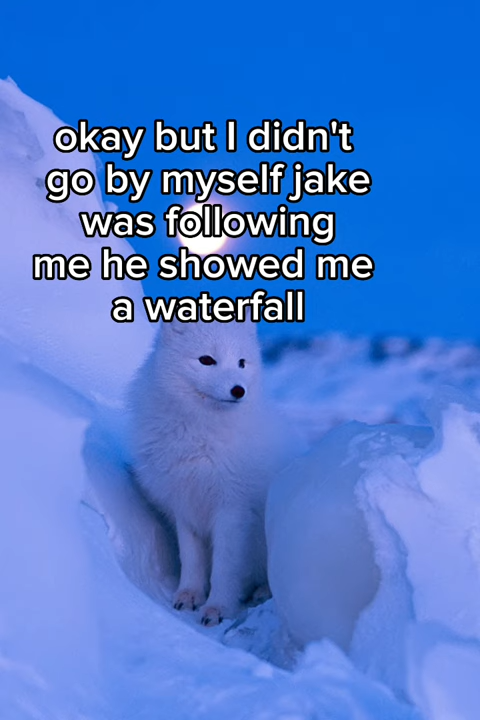 okay but I didn't
go by myself jake
was following
me he showed me
a waterfall